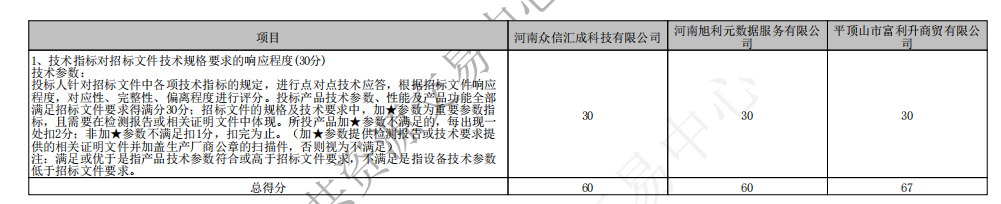 项目
河南众信汇成科技有限公司
河南旭利元数据服务有限公
司
平顶山市富利升商贸有限公
司
1、技术指标对招标文件技术规格要求的响应程度(30分)
技术参数：
投标人针对招标文件中各项技术指标的规定，进行点对点技术应答，根据招标文件响应
程度，对应性、完整性、偏离程度进行评分。投标产品技术参数、性能及产品功能全部
满足招标文件要求得满分30分；招标文件的规格及技术要求中，加★参数为重要参数指
标，且需要在检测报告或相关证明文件中体现。所投产品加★参数不满足的，每出现一
处扣2分；非加★参数不满足扣1分，扣完为止。（加★参数提供检测报告或技术要求提
供的相关证明文件并加盖生产厂商公章的扫描件，否则视为不满足）
注：满足或优于是指产品技术参数符合或高于招标文件要求，不满足是指设备技术参数
低于招标文件要求。
30
30
30
总得分
60
60
67
共资源交易中心
易中心